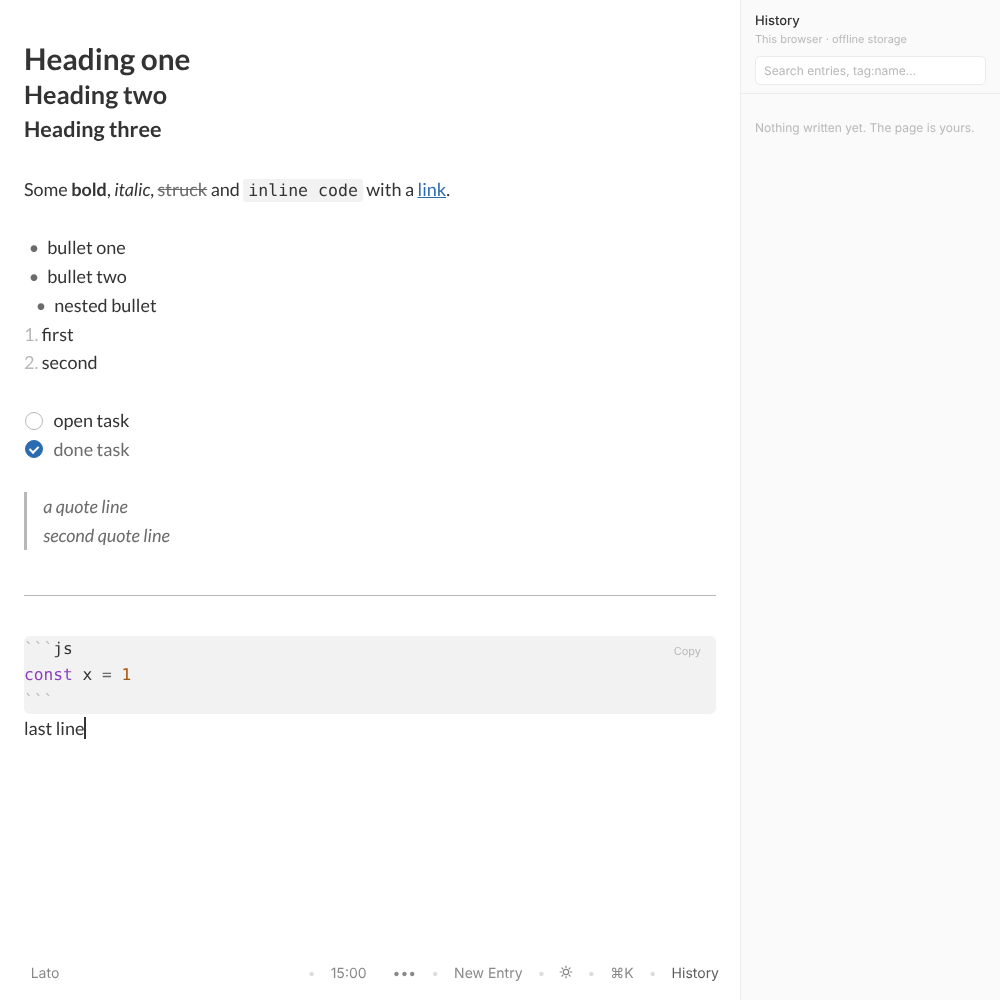 Heading one
Heading two
Heading three
Some bold, italic, struck and inline code with a link.
• bullet one
• bullet two
• nested bullet
1. first
2. second
open task
done task
a quote line
second quote line
```js
Copy
const x = 1
```
last line
Lato • 15:00 ••• • New Entry • • ⌘K • History
History
This browser · offline storage
Search entries, tag:name...
Nothing written yet. The page is yours.